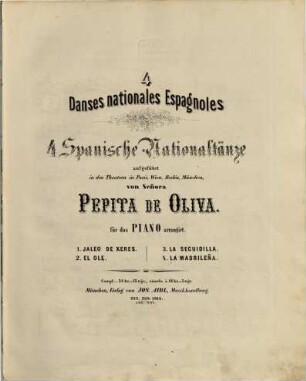 4
Danses nationales Espagnoles
4 Spanische Nationaltänze
aufgeführt
in den Theatern in Paris, Wien, Berlin, München,
von Señora
PEPITA DE OLIVA.
für das PIANO arrangirt.
1. JALEO DE XERES.
2. EL OLE.
3. LA SEGUIDILLA.
4. LA MADRILEÑA.
München, Verlag von JOS. AIBL, Musikhandlung